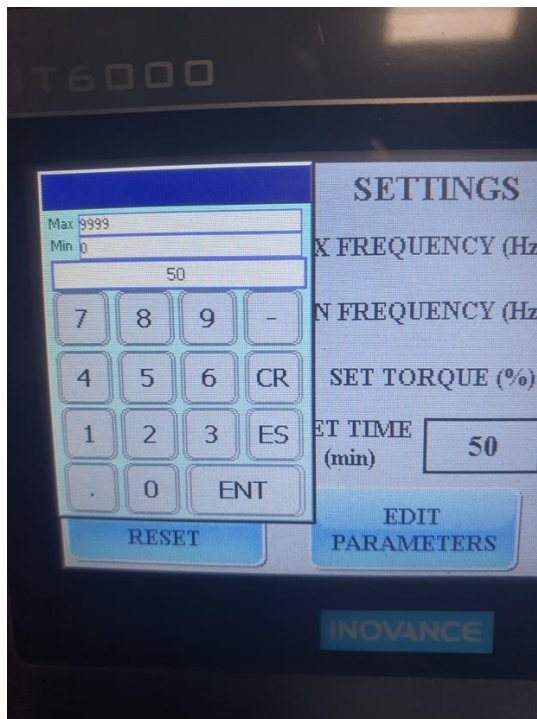 IT6000
SETTINGS
Max 9999
Min 0
50
X FREQUENCY (Hz
7 8 9 -
N FREQUENCY (Hz
4 5 6 CR
SET TORQUE (%)
1 2 3 ES
ET TIME
(min)
50
. 0 ENT
RESET
EDIT
PARAMETERS
INOVANCE